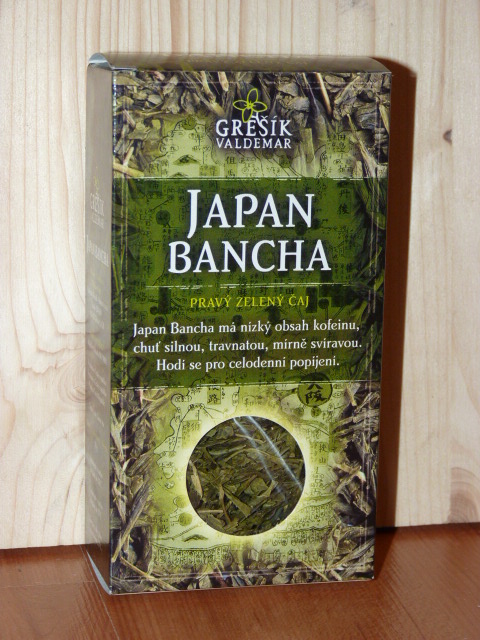 GREŠÍK
VALDEMAR
JAPAN
BANCHA
PRAVÝ ZELENÝ ČAJ
Japan Bancha má nízký obsah kofeinu,
chuť silnou, travnatou, mírně svíravou.
Hodí se pro celodenní popíjení.